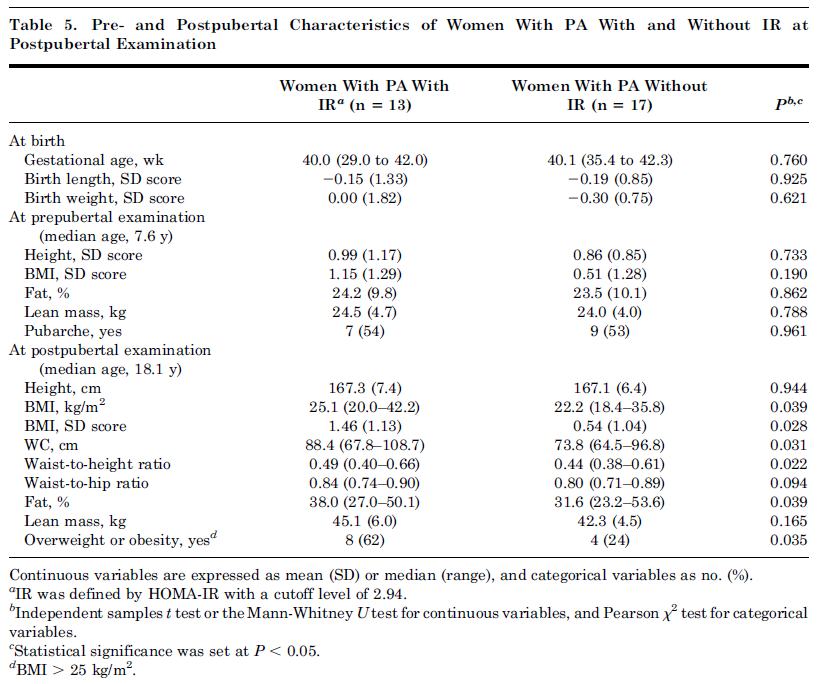 Table 5. Pre- and Postpubertal Characteristics of Women With PA With and Without IR at
Postpubertal Examination
Women With PA With IRᵃ (n = 13) Women With PA Without IR (n = 17) Pᵇ,ᶜ
At birth
Gestational age, wk 40.0 (29.0 to 42.0) 40.1 (35.4 to 42.3) 0.760
Birth length, SD score −0.15 (1.33) −0.19 (0.85) 0.925
Birth weight, SD score 0.00 (1.82) −0.30 (0.75) 0.621
At prepubertal examination
(median age, 7.6 y)
Height, SD score 0.99 (1.17) 0.86 (0.85) 0.733
BMI, SD score 1.15 (1.29) 0.51 (1.28) 0.190
Fat, % 24.2 (9.8) 23.5 (10.1) 0.862
Lean mass, kg 24.5 (4.7) 24.0 (4.0) 0.788
Pubarche, yes 7 (54) 9 (53) 0.961
At postpubertal examination
(median age, 18.1 y)
Height, cm 167.3 (7.4) 167.1 (6.4) 0.944
BMI, kg/m² 25.1 (20.0–42.2) 22.2 (18.4–35.8) 0.039
BMI, SD score 1.46 (1.13) 0.54 (1.04) 0.028
WC, cm 88.4 (67.8–108.7) 73.8 (64.5–96.8) 0.031
Waist-to-height ratio 0.49 (0.40–0.66) 0.44 (0.38–0.61) 0.022
Waist-to-hip ratio 0.84 (0.74–0.90) 0.80 (0.71–0.89) 0.094
Fat, % 38.0 (27.0–50.1) 31.6 (23.2–53.6) 0.039
Lean mass, kg 45.1 (6.0) 42.3 (4.5) 0.165
Overweight or obesity, yesᵈ 8 (62) 4 (24) 0.035
Continuous variables are expressed as mean (SD) or median (range), and categorical variables as no. (%).
ᵃIR was defined by HOMA-IR with a cutoff level of 2.94.
ᵇIndependent samples t test or the Mann-Whitney U test for continuous variables, and Pearson χ² test for categorical
variables.
ᶜStatistical significance was set at P < 0.05.
ᵈBMI > 25 kg/m².